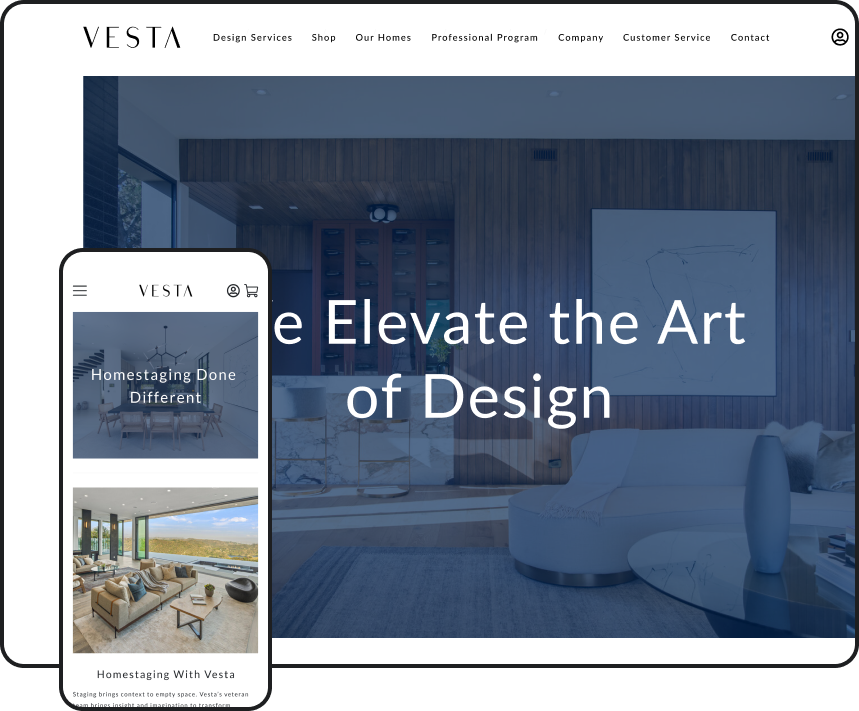 VESTA
Design Services Shop Our Homes Professional Program Company Customer Service Contact
e Elevate the Art
of Design
VESTA
Homestaging Done
Different
Homestaging With Vesta
Staging brings context to empty space. Vesta's veteran
team brings insight and imagination to transform